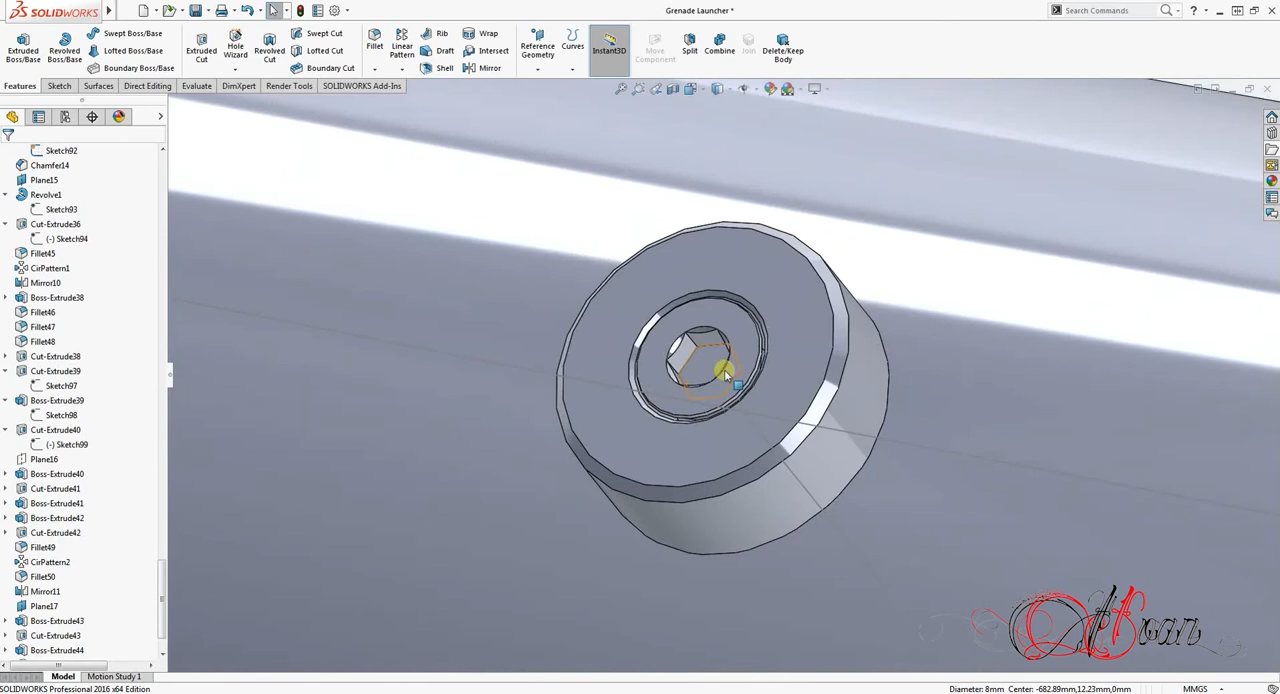 SOLIDWORKS
Grenade Launcher *
Search Commands
Extruded Boss/Base
Revolved Boss/Base
Swept Boss/Base
Lofted Boss/Base
Boundary Boss/Base
Extruded Cut
Hole Wizard
Revolved Cut
Swept Cut
Lofted Cut
Boundary Cut
Fillet
Linear Pattern
Rib
Draft
Shell
Wrap
Intersect
Mirror
Reference Geometry
Curves
Instant3D
Move Component
Split
Combine
Join
Delete/Keep Body
Features
Sketch
Surfaces
Direct Editing
Evaluate
DimXpert
Render Tools
SOLIDWORKS Add-Ins
Sketch92
Chamfer14
Plane15
Revolve1
Sketch93
Cut-Extrude36
(-) Sketch94
Fillet45
CirPattern1
Mirror10
Boss-Extrude38
Fillet46
Fillet47
Fillet48
Cut-Extrude38
Cut-Extrude39
Sketch97
Boss-Extrude39
Sketch98
Cut-Extrude40
(-) Sketch99
Plane16
Boss-Extrude40
Cut-Extrude41
Boss-Extrude41
Boss-Extrude42
Cut-Extrude42
Fillet49
CirPattern2
Fillet50
Mirror11
Plane17
Boss-Extrude43
Cut-Extrude43
Boss-Extrude44
Model
Motion Study 1
SOLIDWORKS Professional 2016 x64 Edition
Diameter: 8mm Center: -682.89mm,12.23mm,0mm
MMGS